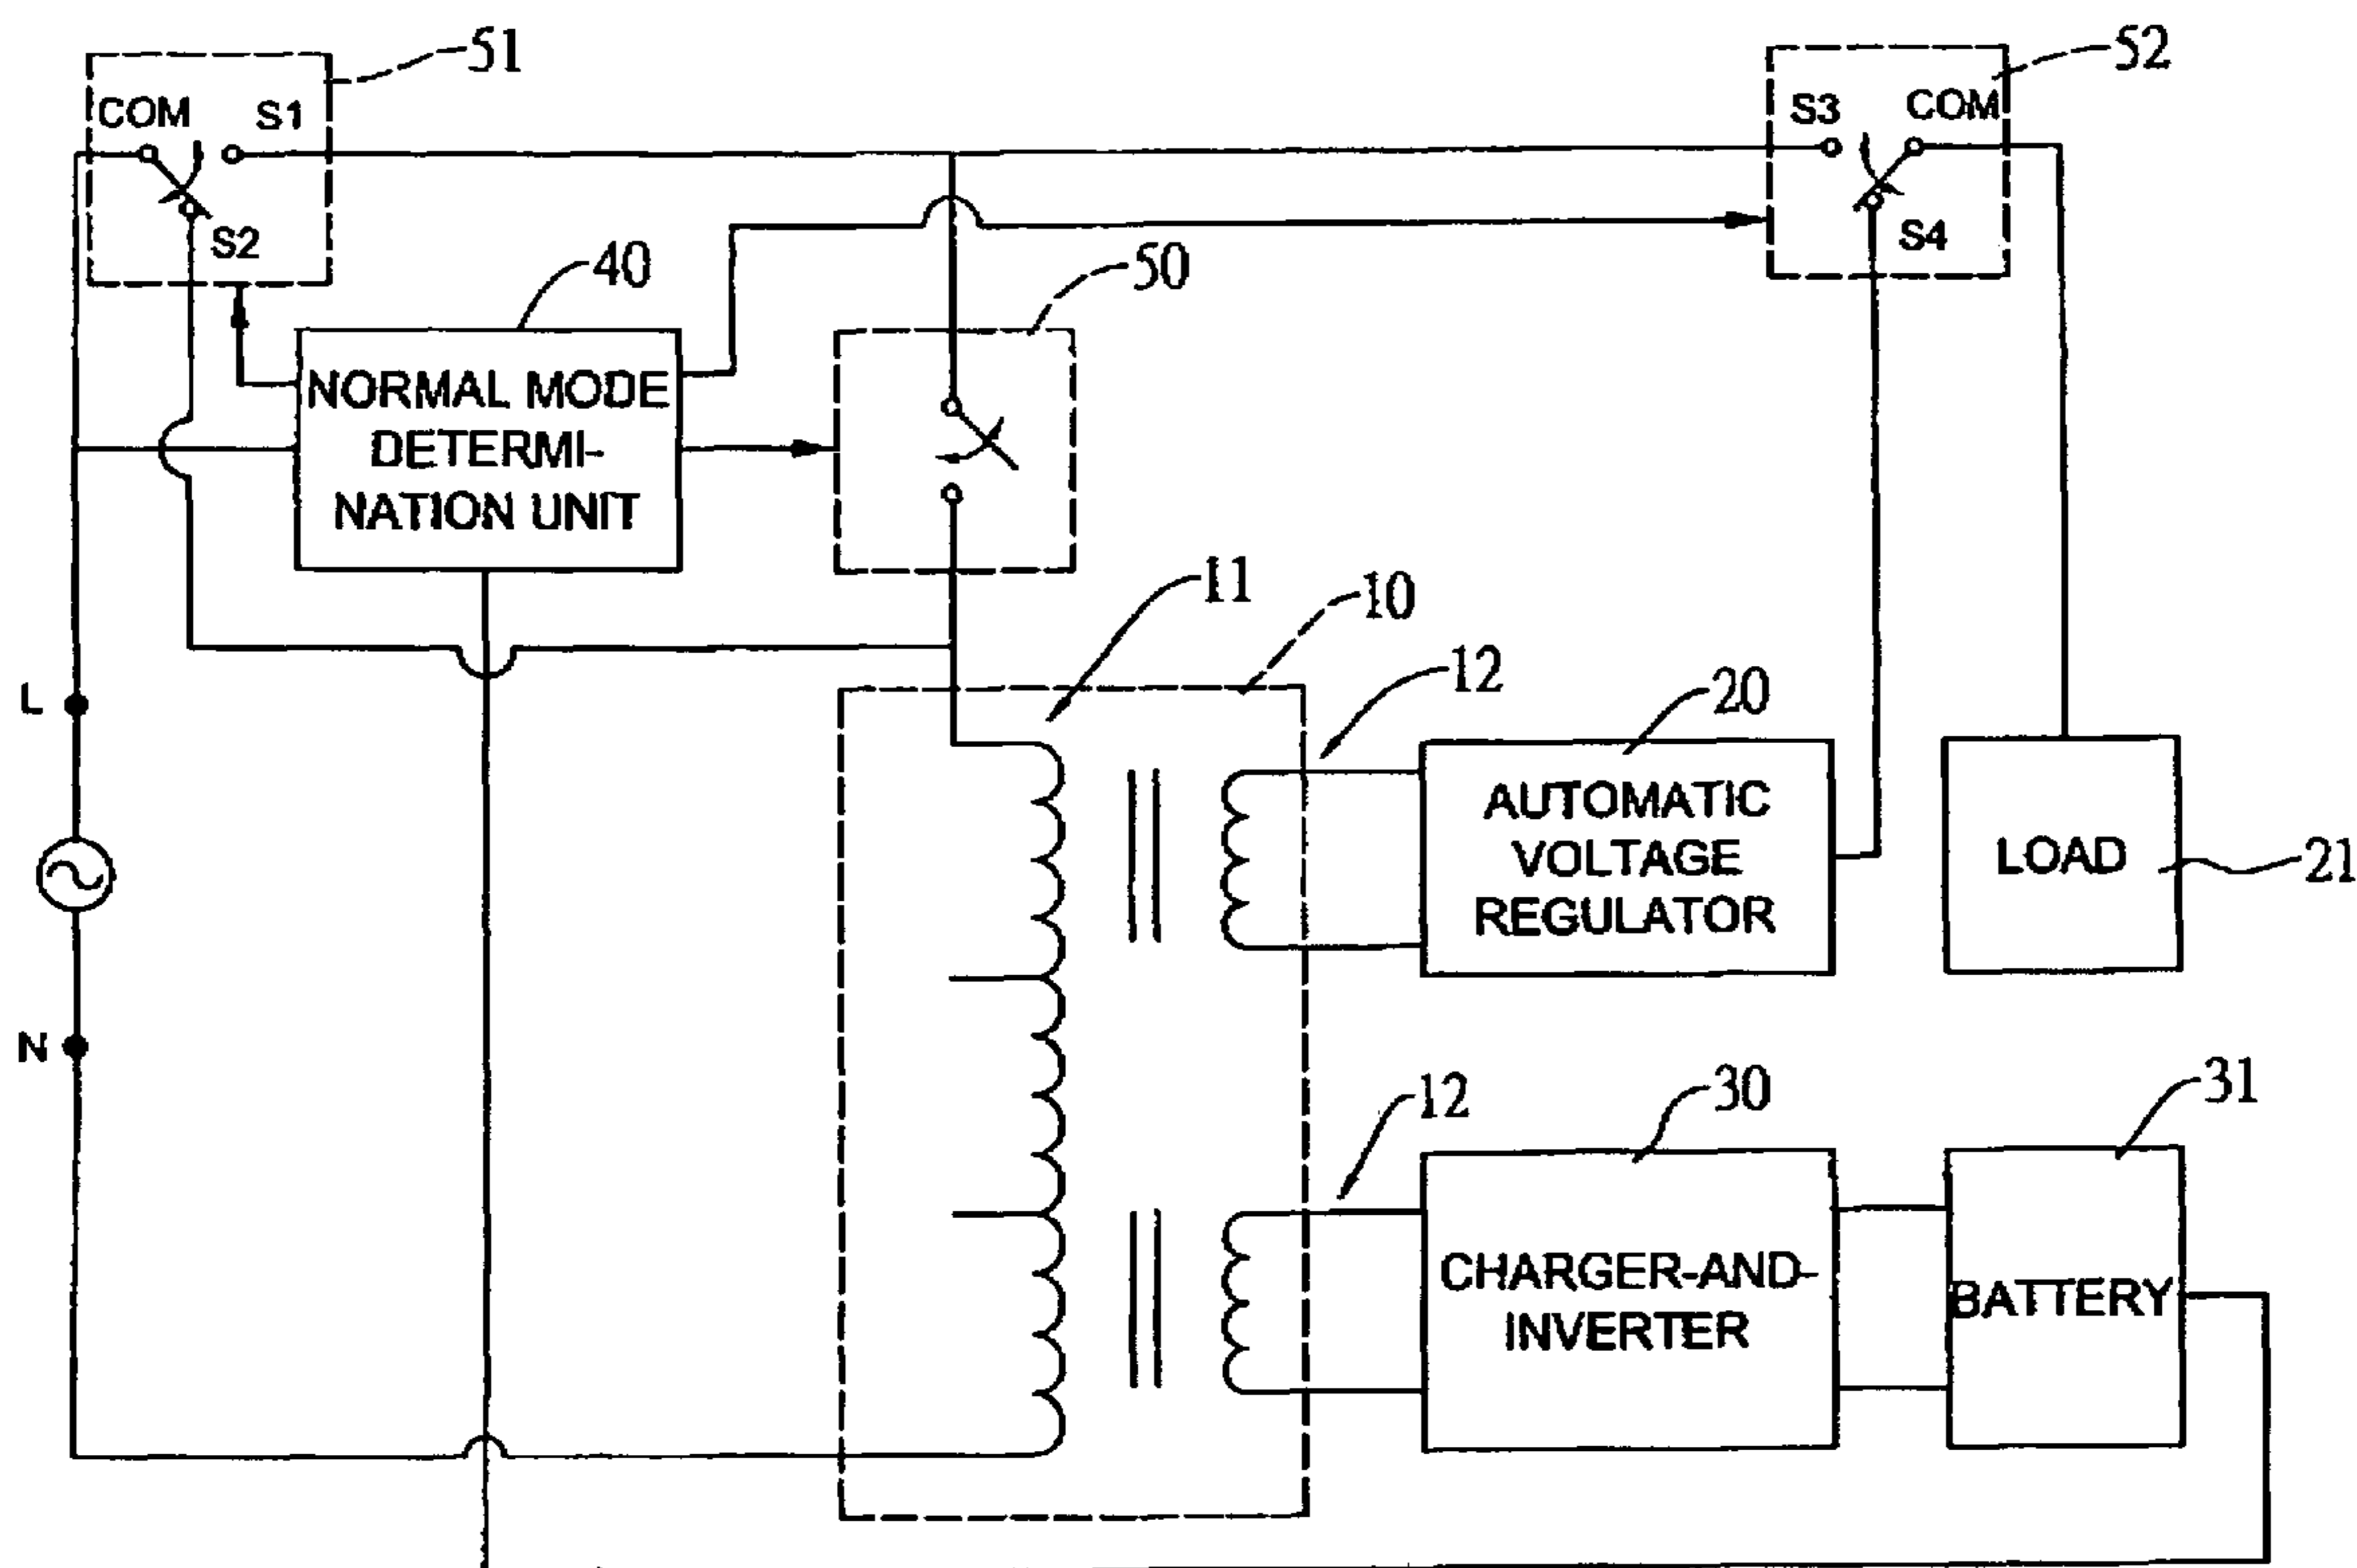 51
52
COM
S1
S3
COM
S2
S4
40
50
NORMAL MODE
DETERMI-
NATION UNIT
11
10
12
20
L
AUTOMATIC
VOLTAGE
REGULATOR
LOAD
21
N
12
30
31
CHARGER-AND-
INVERTER
BATTERY